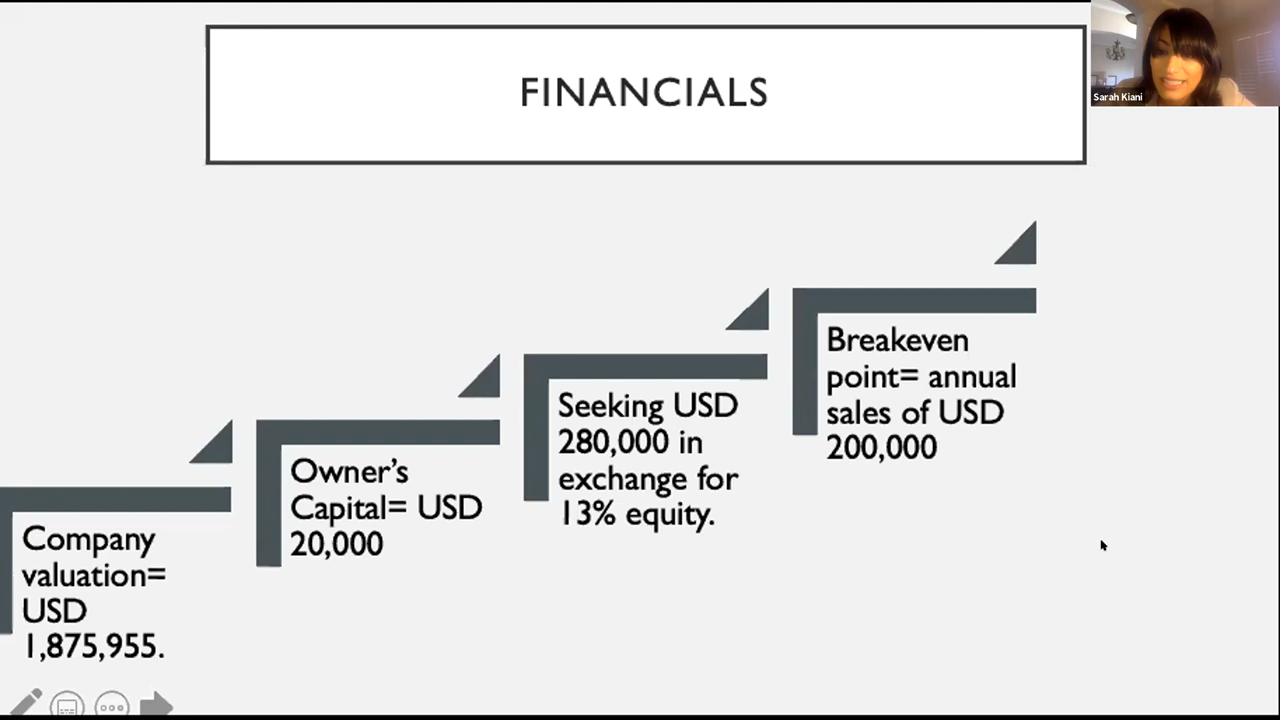 FINANCIALS
Sarah Kiani
Company
valuation=
USD
1,875,955.
Owner’s
Capital= USD
20,000
Seeking USD
280,000 in
exchange for
13% equity.
Breakeven
point= annual
sales of USD
200,000